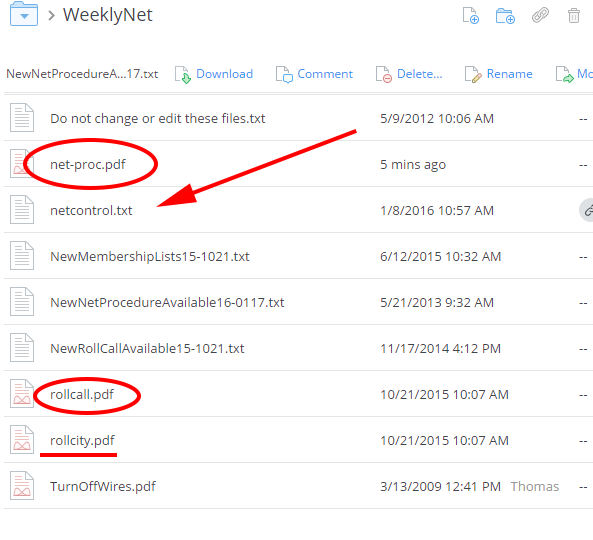 WeeklyNet
NewNetProcedureA...17.txt Download Comment Delete... Rename Mo
Do not change or edit these files.txt 5/9/2012 10:06 AM --
net-proc.pdf 5 mins ago --
netcontrol.txt 1/8/2016 10:57 AM
NewMembershipLists15-1021.txt 6/12/2015 10:32 AM --
NewNetProcedureAvailable16-0117.txt 5/21/2013 9:32 AM --
NewRollCallAvailable15-1021.txt 11/17/2014 4:12 PM --
rollcall.pdf 10/21/2015 10:07 AM --
rollcity.pdf 10/21/2015 10:07 AM --
TurnOffWires.pdf 3/13/2009 12:41 PM Thomas --